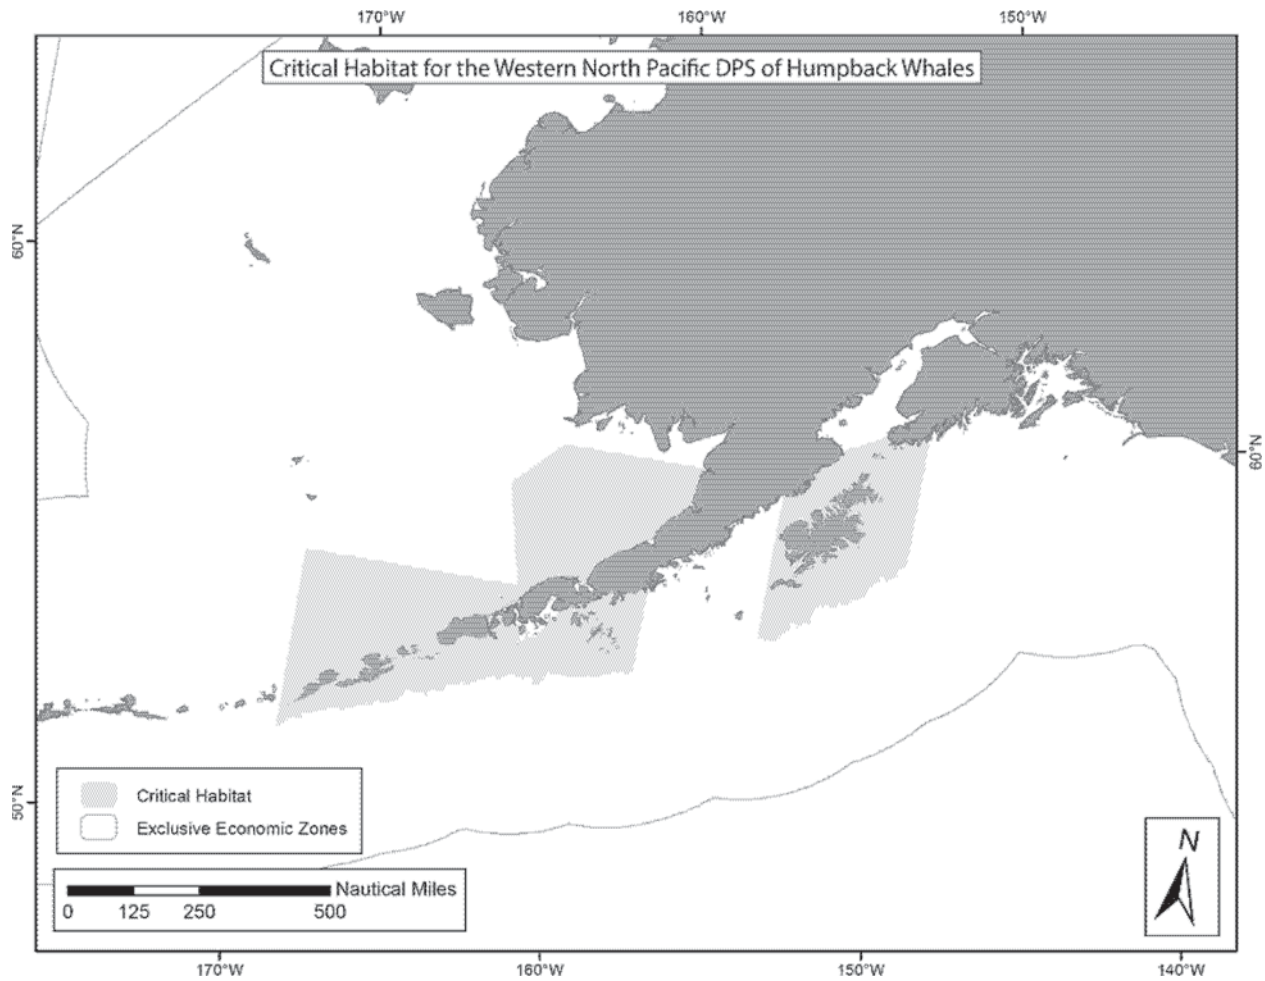 170°W 160°W 150°W
Critical Habitat for the Western North Pacific DPS of Humpback Whales
60°N
60°N
50°N
Critical Habitat
Exclusive Economic Zones
Nautical Miles
0 125 250 500
N
170°W 160°W 150°W 140°W